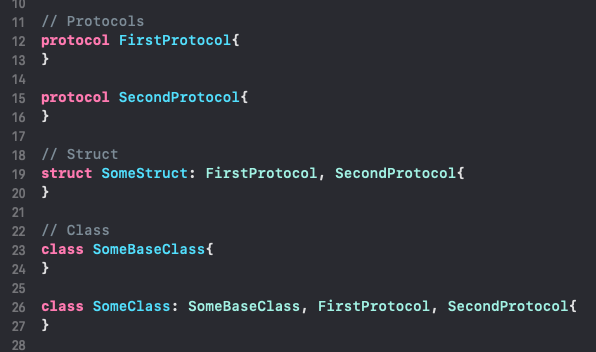 10
11 // Protocols
12 protocol FirstProtocol{
13 }
14
15 protocol SecondProtocol{
16 }
17
18 // Struct
19 struct SomeStruct: FirstProtocol, SecondProtocol{
20 }
21
22 // Class
23 class SomeBaseClass{
24 }
25
26 class SomeClass: SomeBaseClass, FirstProtocol, SecondProtocol{
27 }
28